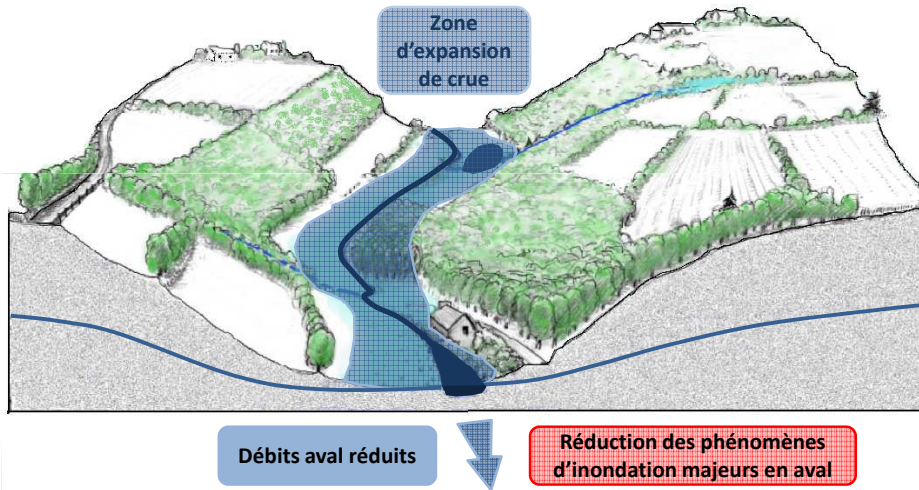 Zone
d'expansion
de crue
Débits aval réduits
Réduction des phénomènes
d'inondation majeurs en aval